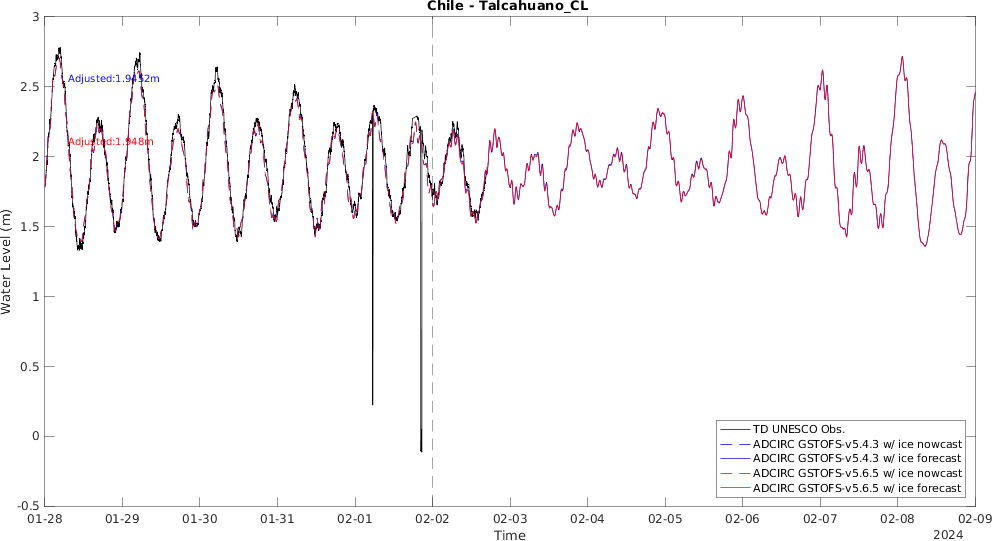 Chile - Talcahuano_CL
3
2.5
2
1.5
1
0.5
0
-0.5
Water Level (m)
Adjusted:1.9452m
Adjusted:1.948m
TD UNESCO Obs.
ADCIRC GSTOFS-v5.4.3 w/ ice nowcast
ADCIRC GSTOFS-v5.4.3 w/ ice forecast
ADCIRC GSTOFS-v5.6.5 w/ ice nowcast
ADCIRC GSTOFS-v5.6.5 w/ ice forecast
01-28 01-29 01-30 01-31 02-01 02-02 02-03 02-04 02-05 02-06 02-07 02-08 02-09
Time
2024